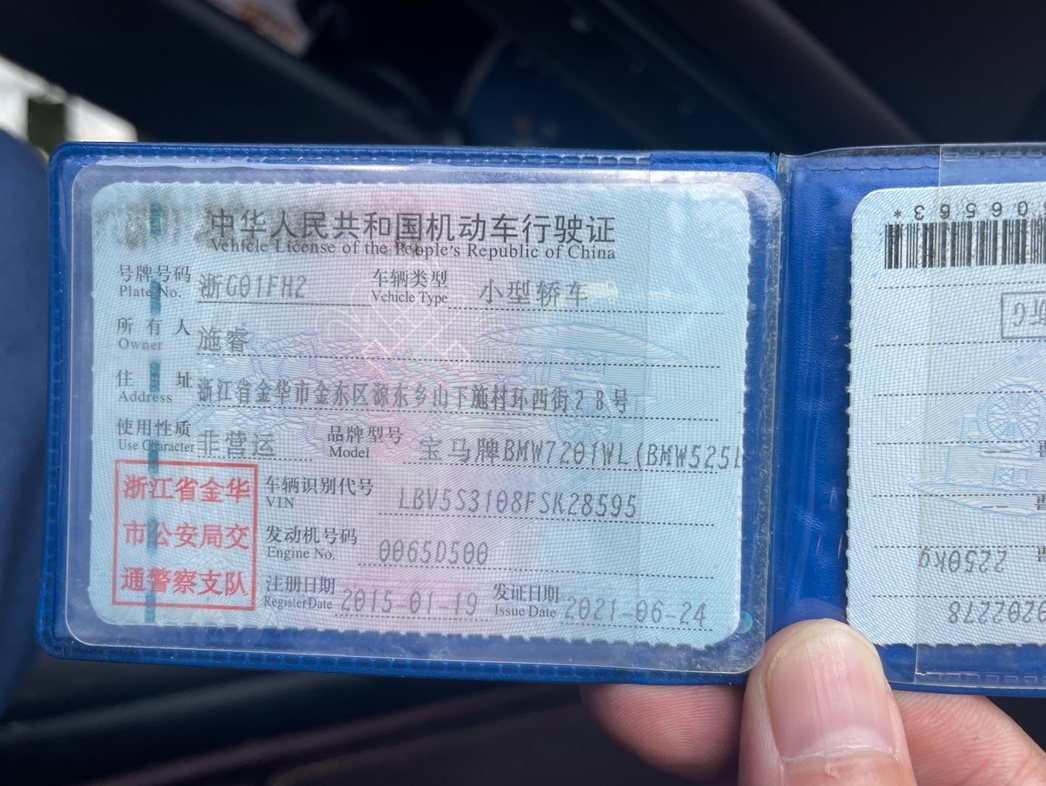 中华人民共和国机动车行驶证
Vehicle License of the People's Republic of China
号牌号码 Plate No. 浙G01FH2 车辆类型 Vehicle Type 小型轿车
所有人 Owner 施睿
住址 Address 浙江省金华市金东区源东乡山下施村环西街28号
使用性质 Use Character 非营运 品牌型号 Model 宝马牌BMW7201WL(BMW525L
浙江省金华
市公安局交
通警察支队
车辆识别代号 VIN LBV5S3108FSK28595
发动机号码 Engine No. 0065D500
注册日期 Register Date 2015-01-19 发证日期 Issue Date 2021-06-24
2250kg